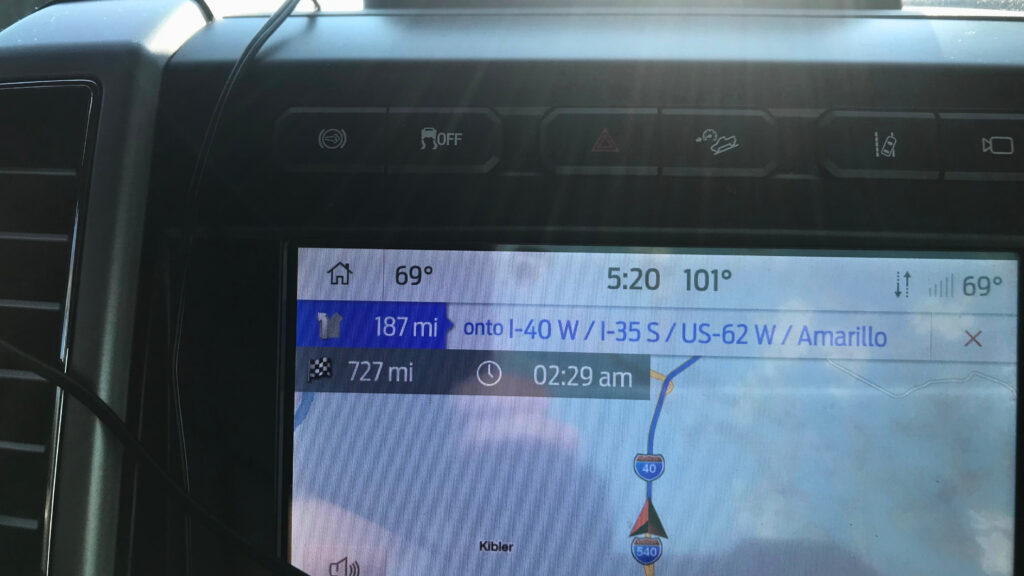 OFF
69° 5:20 101° 69°
187 mi onto I-40 W / I-35 S / US-62 W / Amarillo
727 mi 02:29 am
40
540
Kibler